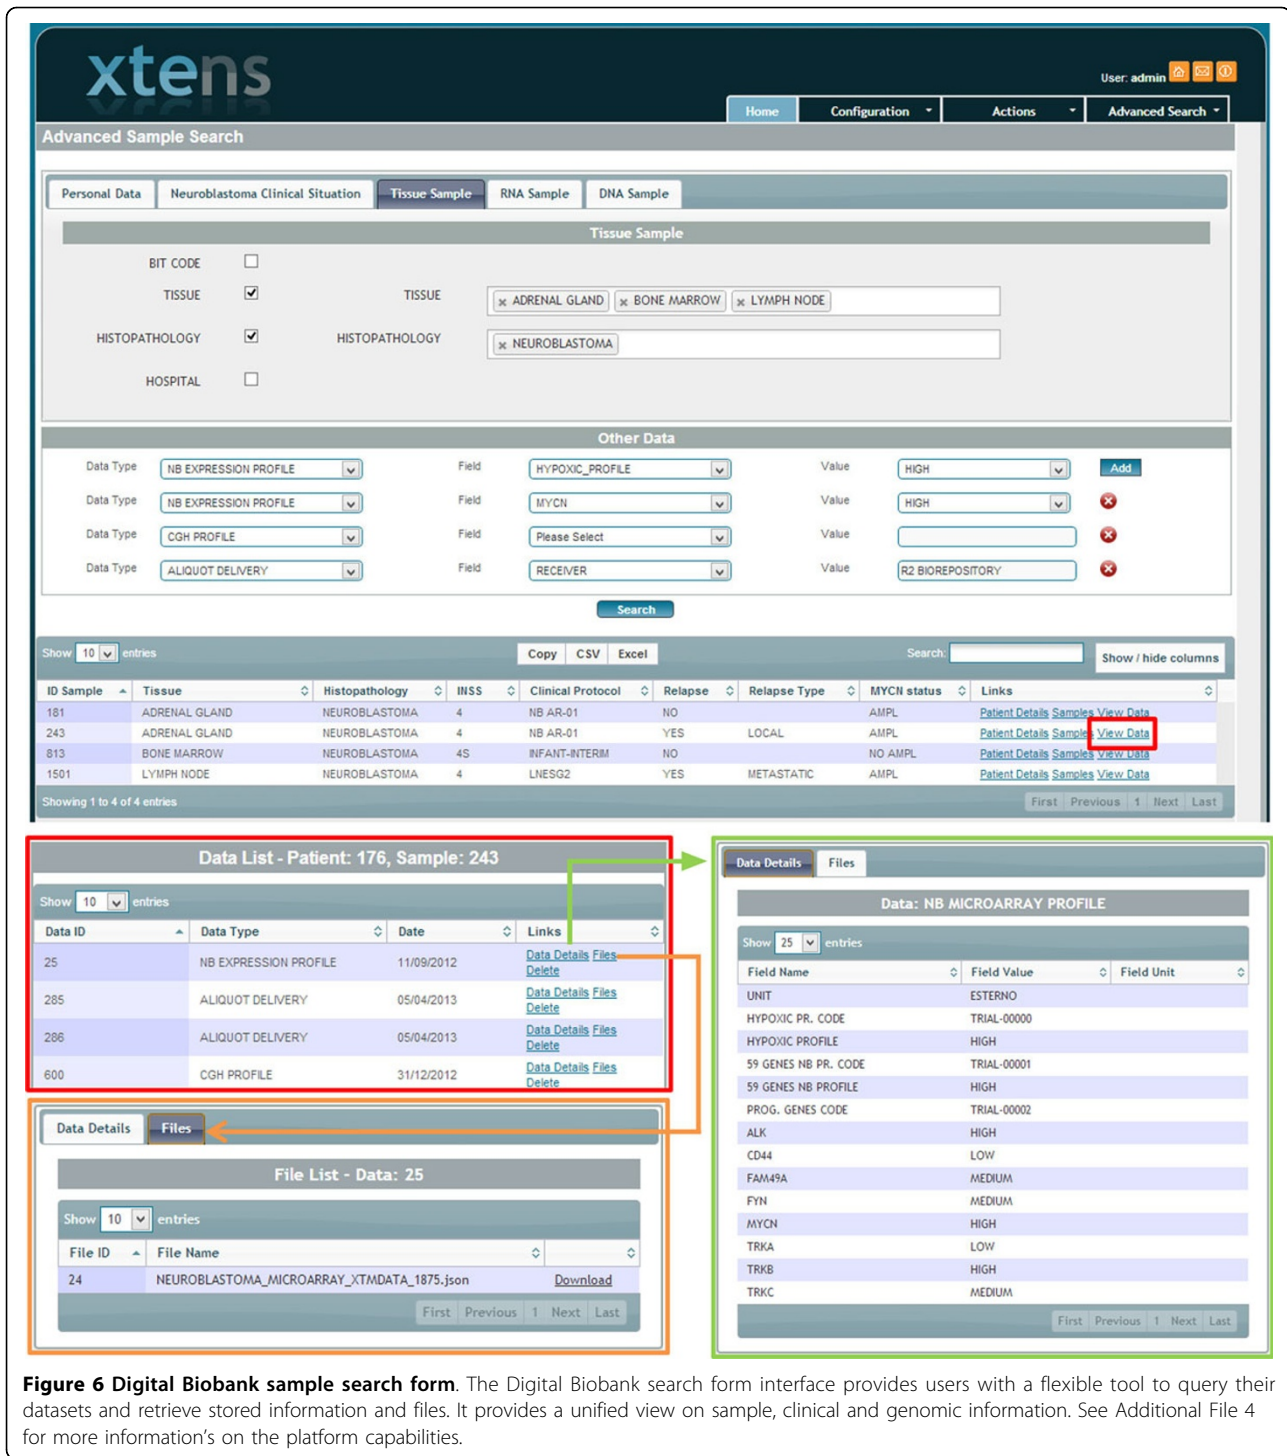 xtens
User: admin
Home Configuration Actions Advanced Search
Advanced Sample Search
Personal Data Neuroblastoma Clinical Situation Tissue Sample RNA Sample DNA Sample
Tissue Sample
BIT CODE
TISSUE TISSUE × ADRENAL GLAND × BONE MARROW × LYMPH NODE
HISTOPATHOLOGY HISTOPATHOLOGY × NEUROBLASTOMA
HOSPITAL
Other Data
Data Type NB EXPRESSION PROFILE Field HYPOXIC_PROFILE Value HIGH Add
Data Type NB EXPRESSION PROFILE Field MYCN Value HIGH
Data Type CGH PROFILE Field Please Select Value
Data Type ALIQUOT DELIVERY Field RECEIVER Value R2 BIOREPOSITORY
Search
Show 10 entries Copy CSV Excel Search: Show / hide columns
ID Sample Tissue Histopathology INSS Clinical Protocol Relapse Relapse Type MYCN status Links
181 ADRENAL GLAND NEUROBLASTOMA 4 NB AR-01 NO AMPL Patient Details Samples View Data
243 ADRENAL GLAND NEUROBLASTOMA 4 NB AR-01 YES LOCAL AMPL Patient Details Samples View Data
813 BONE MARROW NEUROBLASTOMA 4S INFANT-INTERIM NO NO AMPL Patient Details Samples View Data
1501 LYMPH NODE NEUROBLASTOMA 4 LNESG2 YES METASTATIC AMPL Patient Details Samples View Data
Showing 1 to 4 of 4 entries First Previous 1 Next Last
Data List - Patient: 176, Sample: 243
Show 10 entries
Data ID Data Type Date Links
25 NB EXPRESSION PROFILE 11/09/2012 Data Details Files
Delete
285 ALIQUOT DELIVERY 05/04/2013 Data Details Files
Delete
286 ALIQUOT DELIVERY 05/04/2013 Data Details Files
Delete
600 CGH PROFILE 31/12/2012 Data Details Files
Delete
Data Details Files
File List - Data: 25
Show 10 entries
File ID File Name
24 NEUROBLASTOMA_MICROARRAY_XTMDATA_1875.json Download
First Previous 1 Next Last
Data Details Files
Data: NB MICROARRAY PROFILE
Show 25 entries
Field Name Field Value Field Unit
UNIT ESTERNO
HYPOXIC PR. CODE TRIAL-00000
HYPOXIC PROFILE HIGH
59 GENES NB PR. CODE TRIAL-00001
59 GENES NB PROFILE HIGH
PROG. GENES CODE TRIAL-00002
ALK HIGH
CD44 LOW
FAM49A MEDIUM
FYN MEDIUM
MYCN HIGH
TRKA LOW
TRKB HIGH
TRKC MEDIUM
First Previous 1 Next Last
Figure 6 Digital Biobank sample search form. The Digital Biobank search form interface provides users with a flexible tool to query their
datasets and retrieve stored information and files. It provides a unified view on sample, clinical and genomic information. See Additional File 4
for more information's on the platform capabilities.